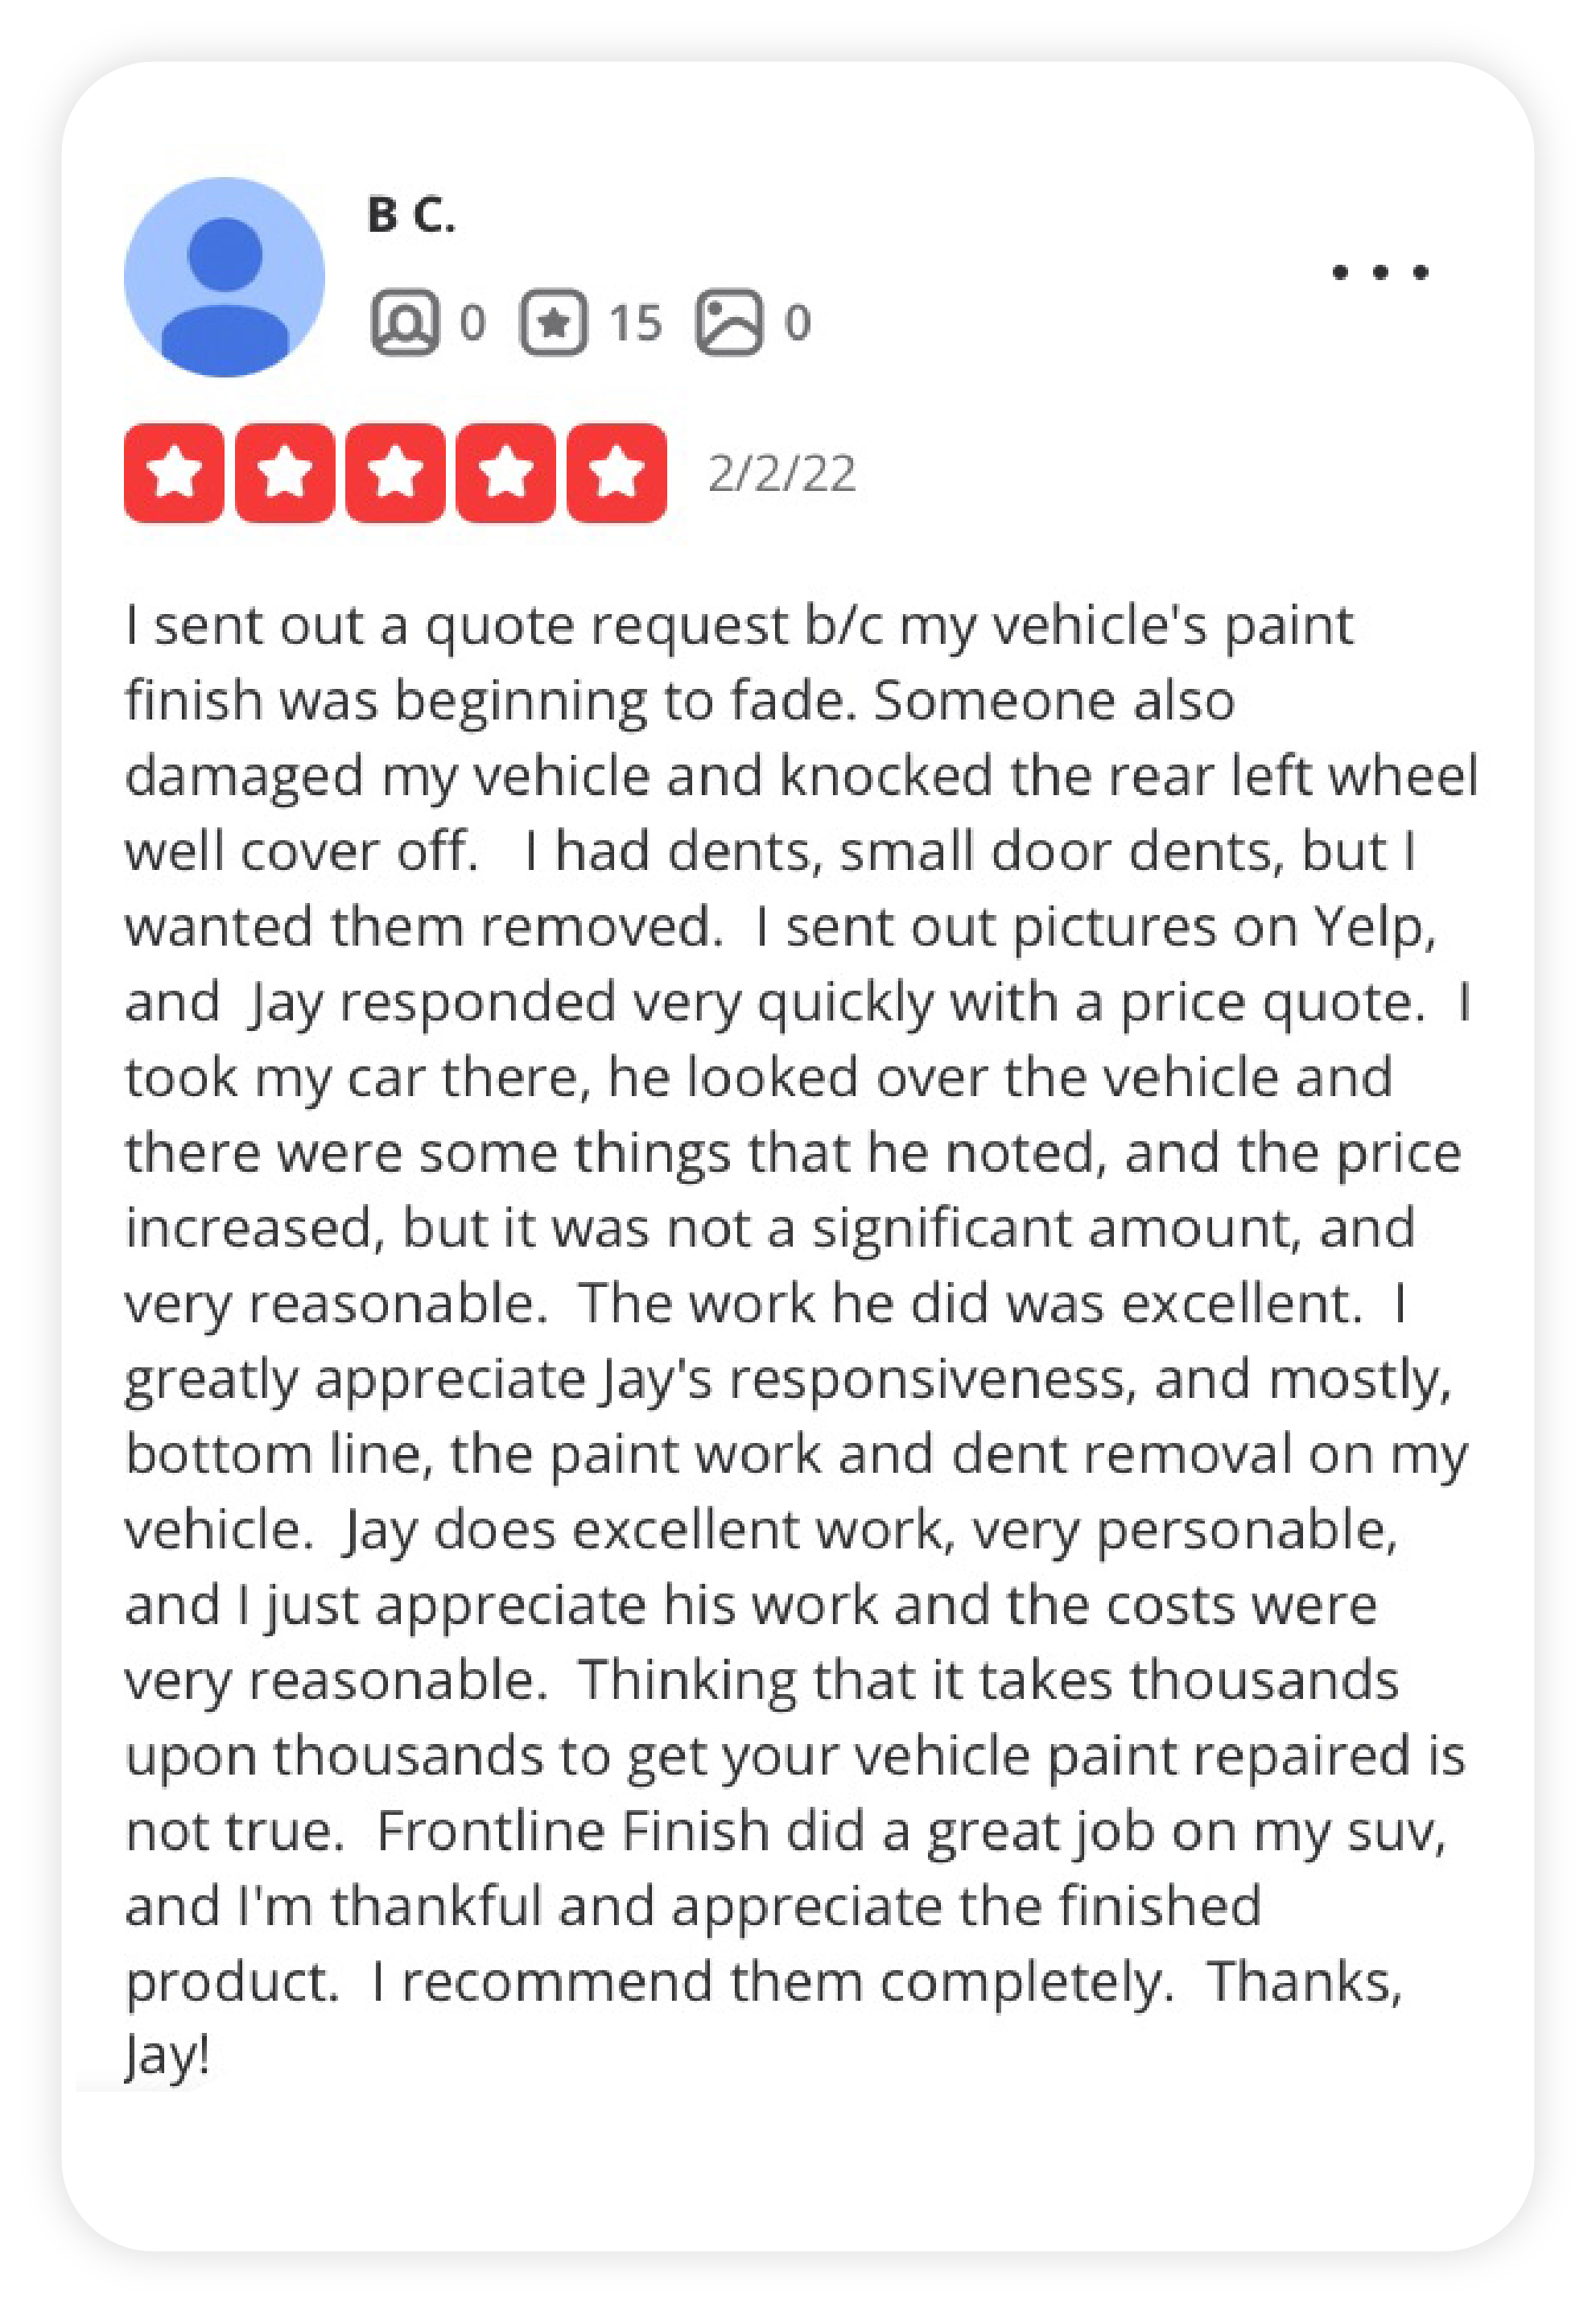 B C.
0 15 0
2/2/22
I sent out a quote request b/c my vehicle's paint
finish was beginning to fade. Someone also
damaged my vehicle and knocked the rear left wheel
well cover off.   I had dents, small door dents, but I
wanted them removed.  I sent out pictures on Yelp,
and  Jay responded very quickly with a price quote.  I
took my car there, he looked over the vehicle and
there were some things that he noted, and the price
increased, but it was not a significant amount, and
very reasonable.  The work he did was excellent.  I
greatly appreciate Jay's responsiveness, and mostly,
bottom line, the paint work and dent removal on my
vehicle.  Jay does excellent work, very personable,
and I just appreciate his work and the costs were
very reasonable.  Thinking that it takes thousands
upon thousands to get your vehicle paint repaired is
not true.  Frontline Finish did a great job on my suv,
and I'm thankful and appreciate the finished
product.  I recommend them completely.  Thanks,
Jay!